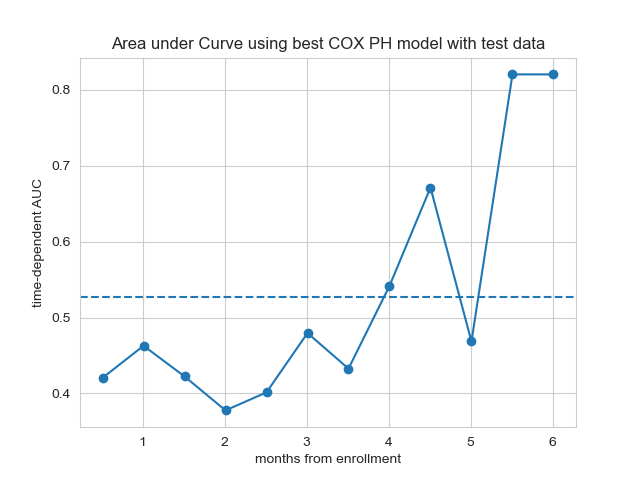 Area under Curve using best COX PH model with test data
time-dependent AUC
0.8
0.7
0.6
0.5
0.4
1 2 3 4 5 6
months from enrollment